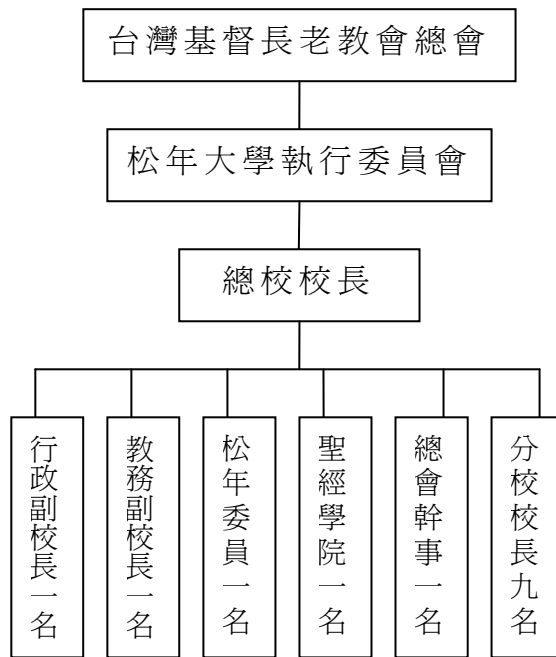 台灣基督長老教會總會
松年大學執行委員會
總校校長
行政副校長一名
教務副校長一名
松年委員一名
聖經學院一名
總會幹事一名
分校校長九名